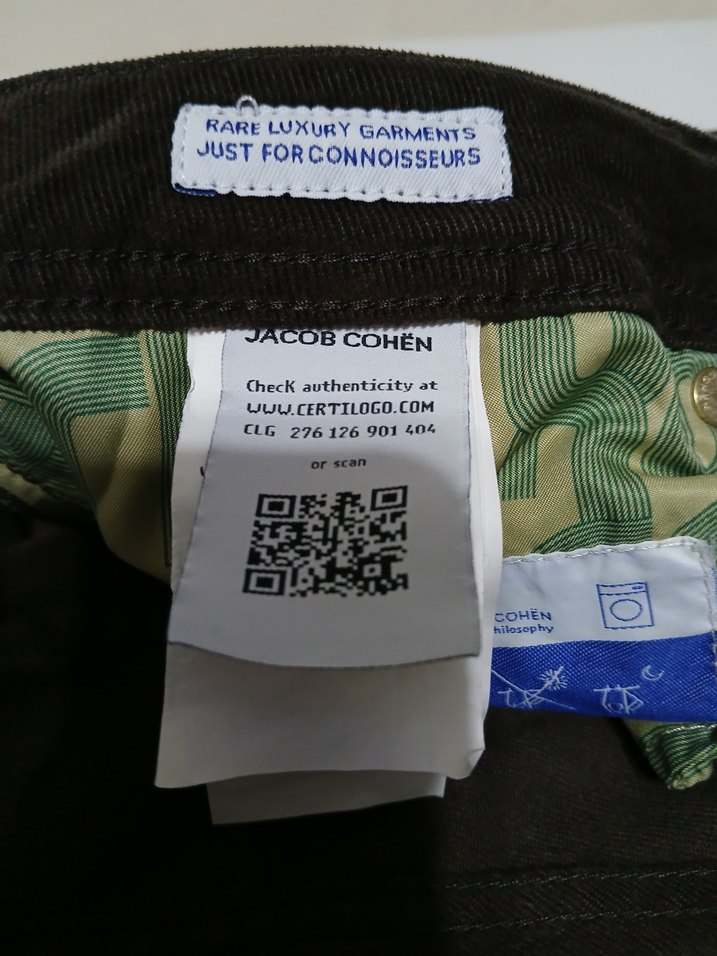 RARE LUXURY GARMENTS
JUST FOR CONNOISSEURS
JACOB COHËN
Check authenticity at
WWW.CERTILOGO.COM
CLG 276 126 901 404
or scan
COHËN
hilosophy